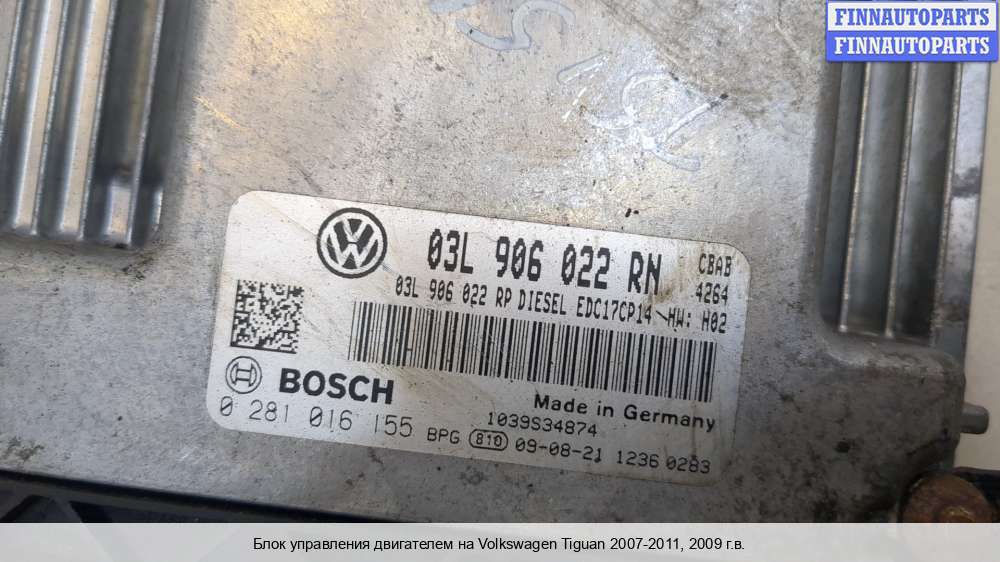 FINNAUTOPARTS
FINNAUTOPARTS
03L 906 022 RN
CBAB
4264
03L 906 022 RP DIESEL EDC17CP14 HW: H02
BOSCH
Made in Germany
0 281 016 155
1039S34874
BPG 810 09-08-21 1236 0283
Блок управления двигателем на Volkswagen Tiguan 2007-2011, 2009 г.в.